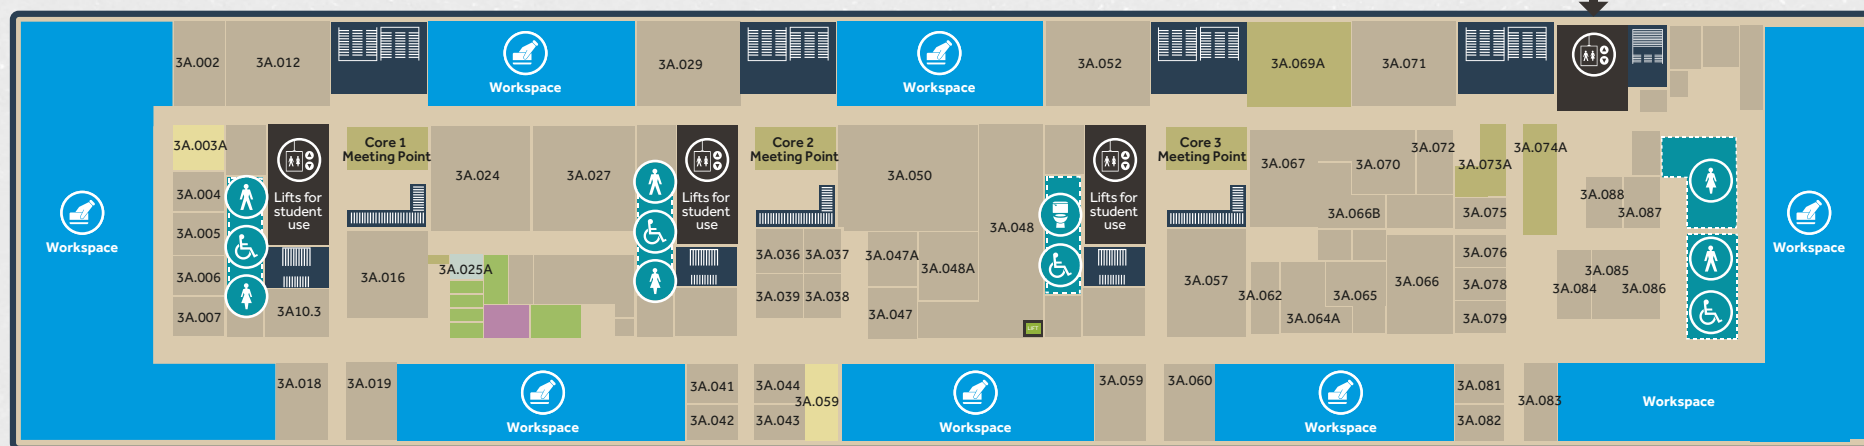 3A.002
3A.012
Workspace
3A.029
Workspace
3A.052
3A.069A
3A.071
3A.003A
3A.004
3A.005
3A.006
3A.007
Workspace
Lifts for
student
use
3A10.3
Core 1
Meeting Point
3A.024
3A.027
3A.016
3A.025A
Lifts for
student
use
Core 2
Meeting Point
3A.050
3A.048
3A.036
3A.037
3A.039
3A.038
3A.047A
3A.048A
3A.047
LIFT
Lifts for
student
use
Core 3
Meeting Point
3A.067
3A.070
3A.072
3A.073A
3A.074A
3A.066B
3A.075
3A.088
3A.087
3A.057
3A.062
3A.064A
3A.065
3A.066
3A.076
3A.078
3A.079
3A.085
3A.084
3A.086
Workspace
3A.018
3A.019
Workspace
3A.041
3A.042
3A.044
3A.043
3A.059
Workspace
3A.059
3A.060
Workspace
3A.081
3A.082
3A.083
Workspace